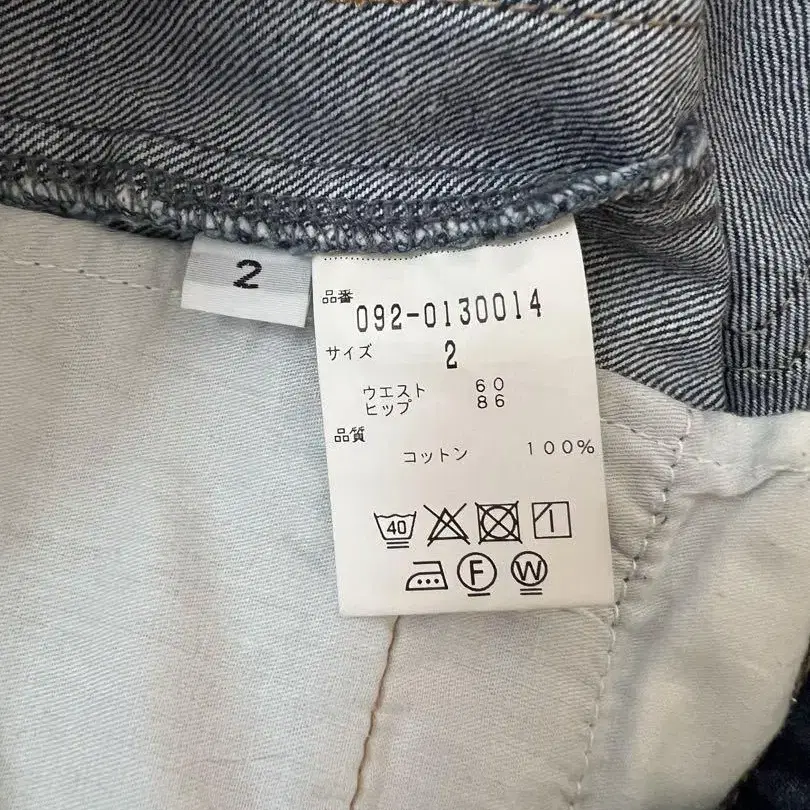 2
品番
092-0130014
サイズ 2
ウエスト 60
ヒップ 86
品質
コットン 100%
40
F W